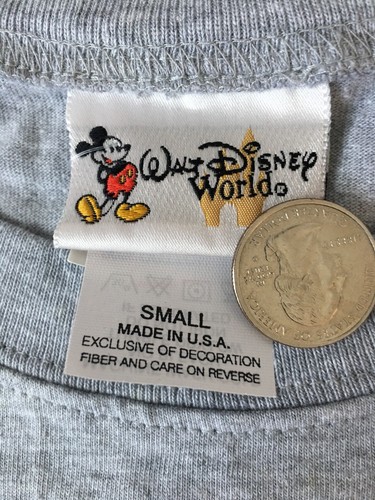 Walt Disney
World®
SMALL
MADE IN U.S.A.
EXCLUSIVE OF DECORATION
FIBER AND CARE ON REVERSE